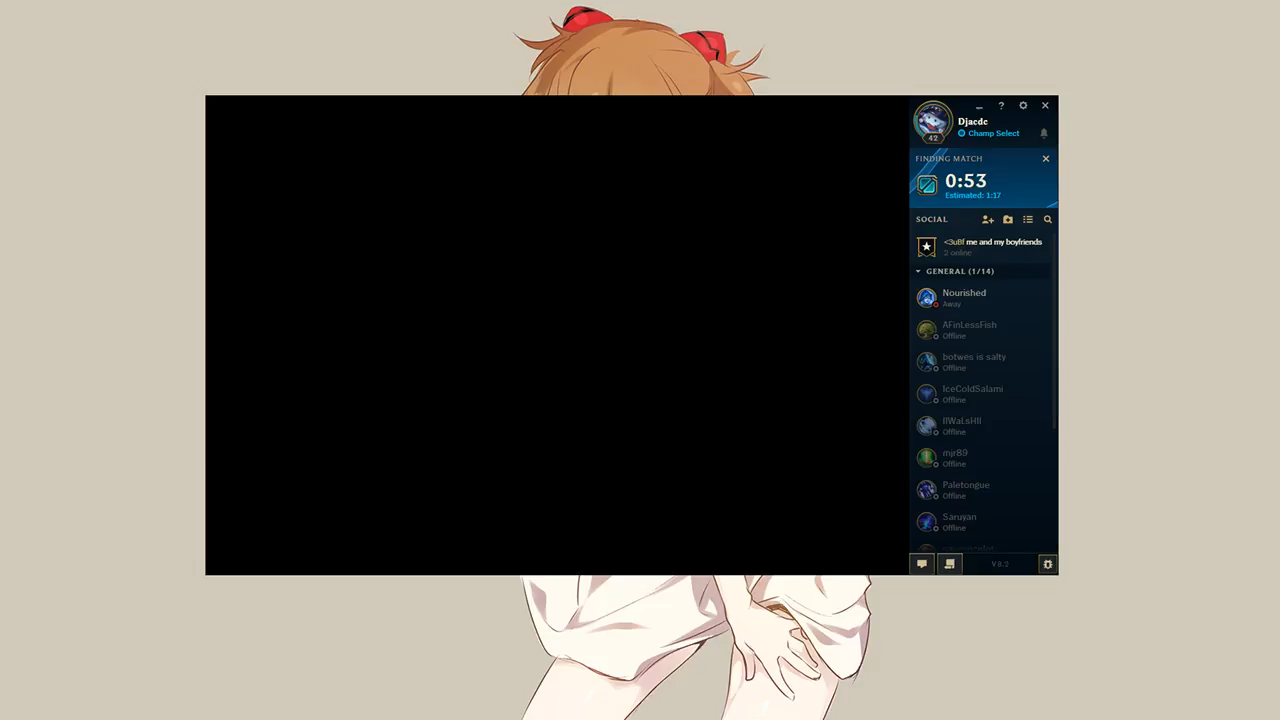 ?
Djacdc
42
Champ Select
FINDING MATCH
0:53
Estimated: 1:17
SOCIAL
<3uBf me and my boyfriends
2 online
GENERAL (1/14)
Nourished
Away
AFinLessFish
Offline
botwes is salty
Offline
IceColdSalami
Offline
Offline
mjr89
Offline
Paletongue
Offline
Saruyan
Offline
V8.2